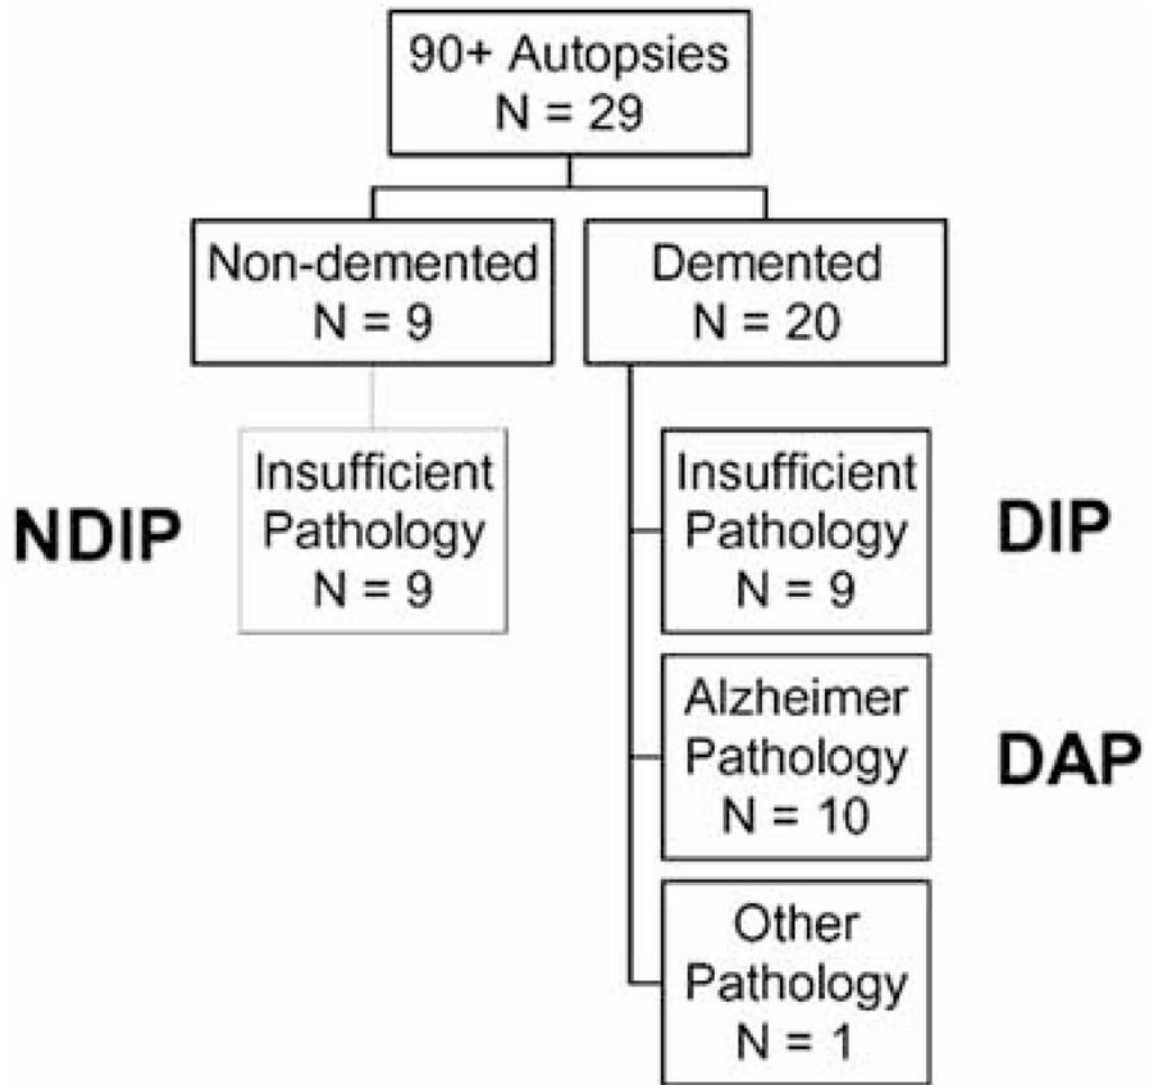 90+ Autopsies
N = 29
Non-demented
N = 9
Demented
N = 20
NDIP
Insufficient
Pathology
N = 9
Insufficient
Pathology
N = 9
DIP
Alzheimer
Pathology
N = 10
DAP
Other
Pathology
N = 1